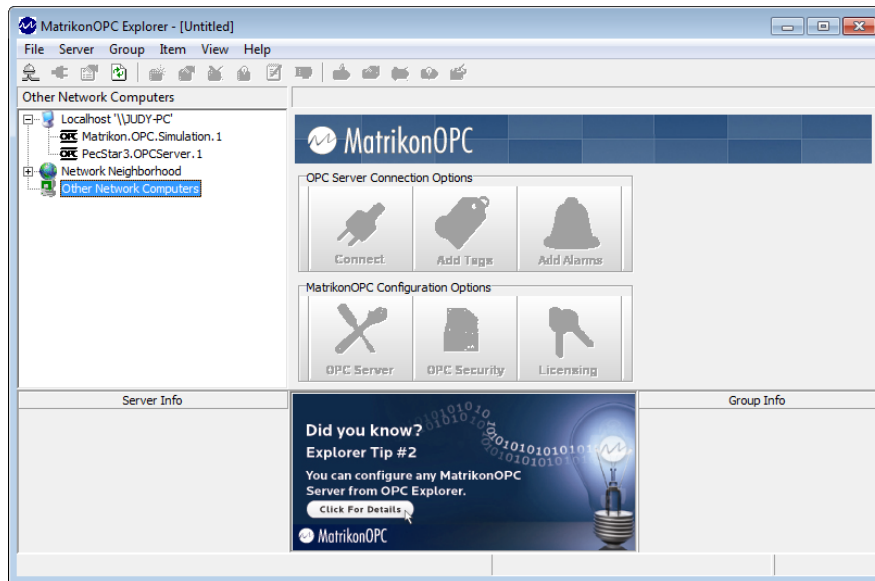 MatrikonOPC Explorer - [Untitled]
File Server Group Item View Help
Other Network Computers
Localhost '\\JUDY-PC'
Matrikon.OPC.Simulation.1
PecStar3.OPCServer.1
Network Neighborhood
Other Network Computers
MatrikonOPC
OPC Server Connection Options
Connect Add Tags Add Alarms
MatrikonOPC Configuration Options
OPC Server OPC Security Licensing
Server Info
Group Info
Did you know?
Explorer Tip #2
You can configure any MatrikonOPC
Server from OPC Explorer.
Click For Details
MatrikonOPC